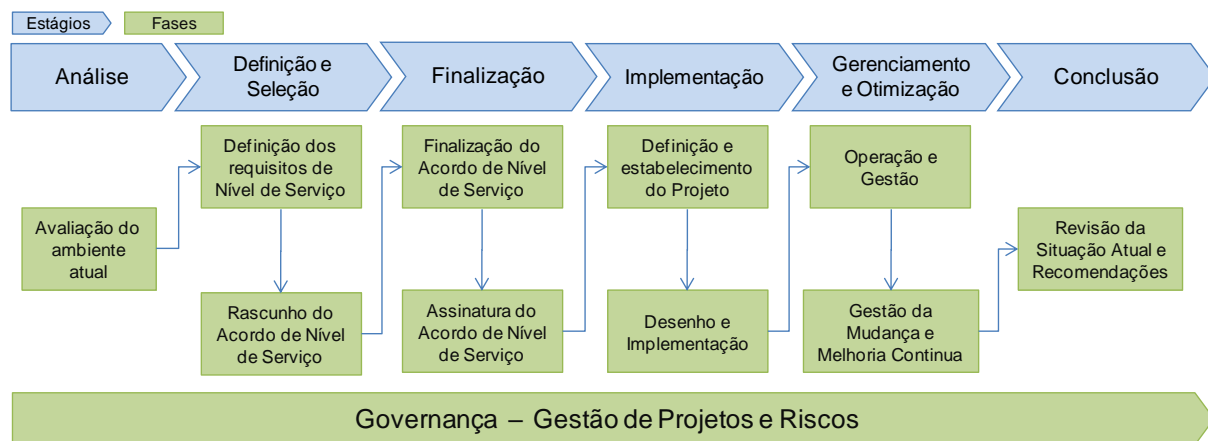 Estágios
Fases
Análise
Definição e
Seleção
Finalização
Implementação
Gerenciamento
e Otimização
Conclusão
Avaliação do
ambiente
atual
Definição dos
requisitos de
Nível de Serviço
Rascunho do
Acordo de Nível
de Serviço
Finalização do
Acordo de Nível
de Serviço
Assinatura do
Acordo de Nível
de Serviço
Definição e
estabelecimento
do Projeto
Desenho e
Implementação
Operação e
Gestão
Gestão da
Mudança e
Melhoria Continua
Revisão da
Situação Atual e
Recomendações
Governança – Gestão de Projetos e Riscos